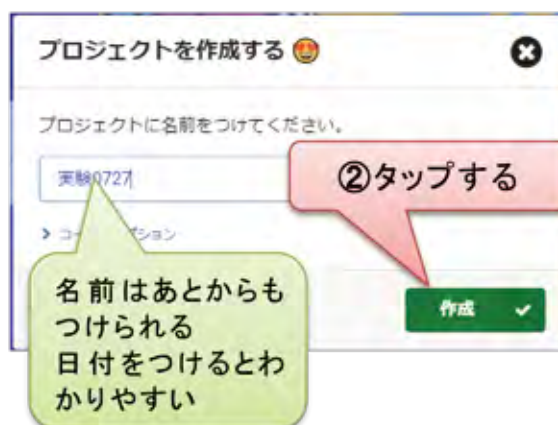 プロジェクトを作成する
プロジェクトに名前をつけてください。
実験0727
②タップする
名前はあとからも
つけられる
日付をつけるとわ
かりやすい
作成